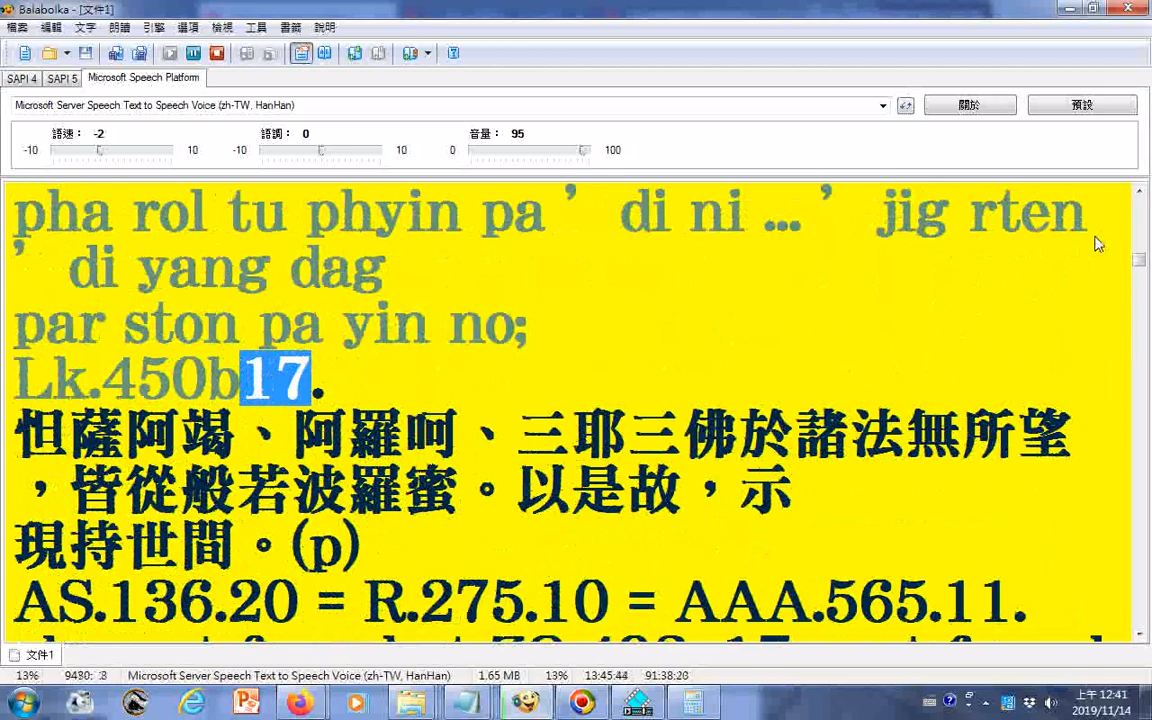 Balabolka - [文件1]
檔案 編輯 文字 朗讀 引擎 選項 檢視 工具 書籤 說明
SAPI 4 SAPI 5 Microsoft Speech Platform
Microsoft Server Speech Text to Speech Voice (zh-TW, HanHan) 關於 預設
語速： -2 語調： 0 音量： 95
-10 10 -10 10 0 100
pha rol tu phyin pa ’ di ni ... ’ jig rten
’ di yang dag
par ston pa yin no;
Lk.450b17.
怛薩阿竭、阿羅呵、三耶三佛於諸法無所望
，皆從般若波羅蜜。以是故，示
現持世間。(p)
AS.136.20 = R.275.10 = AAA.565.11.
文件1
13% 9480: :3 Microsoft Server Speech Text to Speech Voice (zh-TW, HanHan) 1.65 MB 13% 13:45:44 91:38:26
上午 12:41
2019/11/14